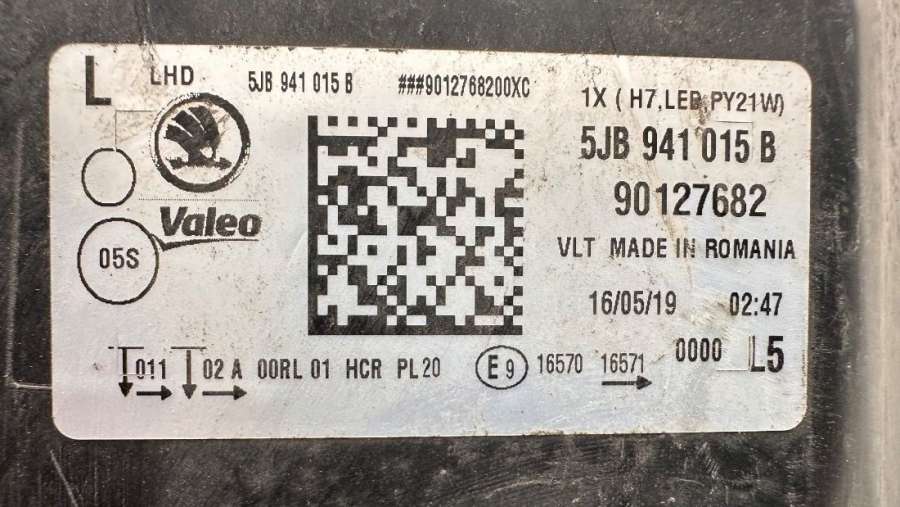 L LHD 5JB 941 015 B ###9012768200XC 1X ( H7,LED,PY21W)
5JB 941 015 B
90127682
Valeo
05S
VLT MADE IN ROMANIA
16/05/19 02:47
011 02 A 00RL 01 HCR PL20 E 9 16570 16571 0000 L5